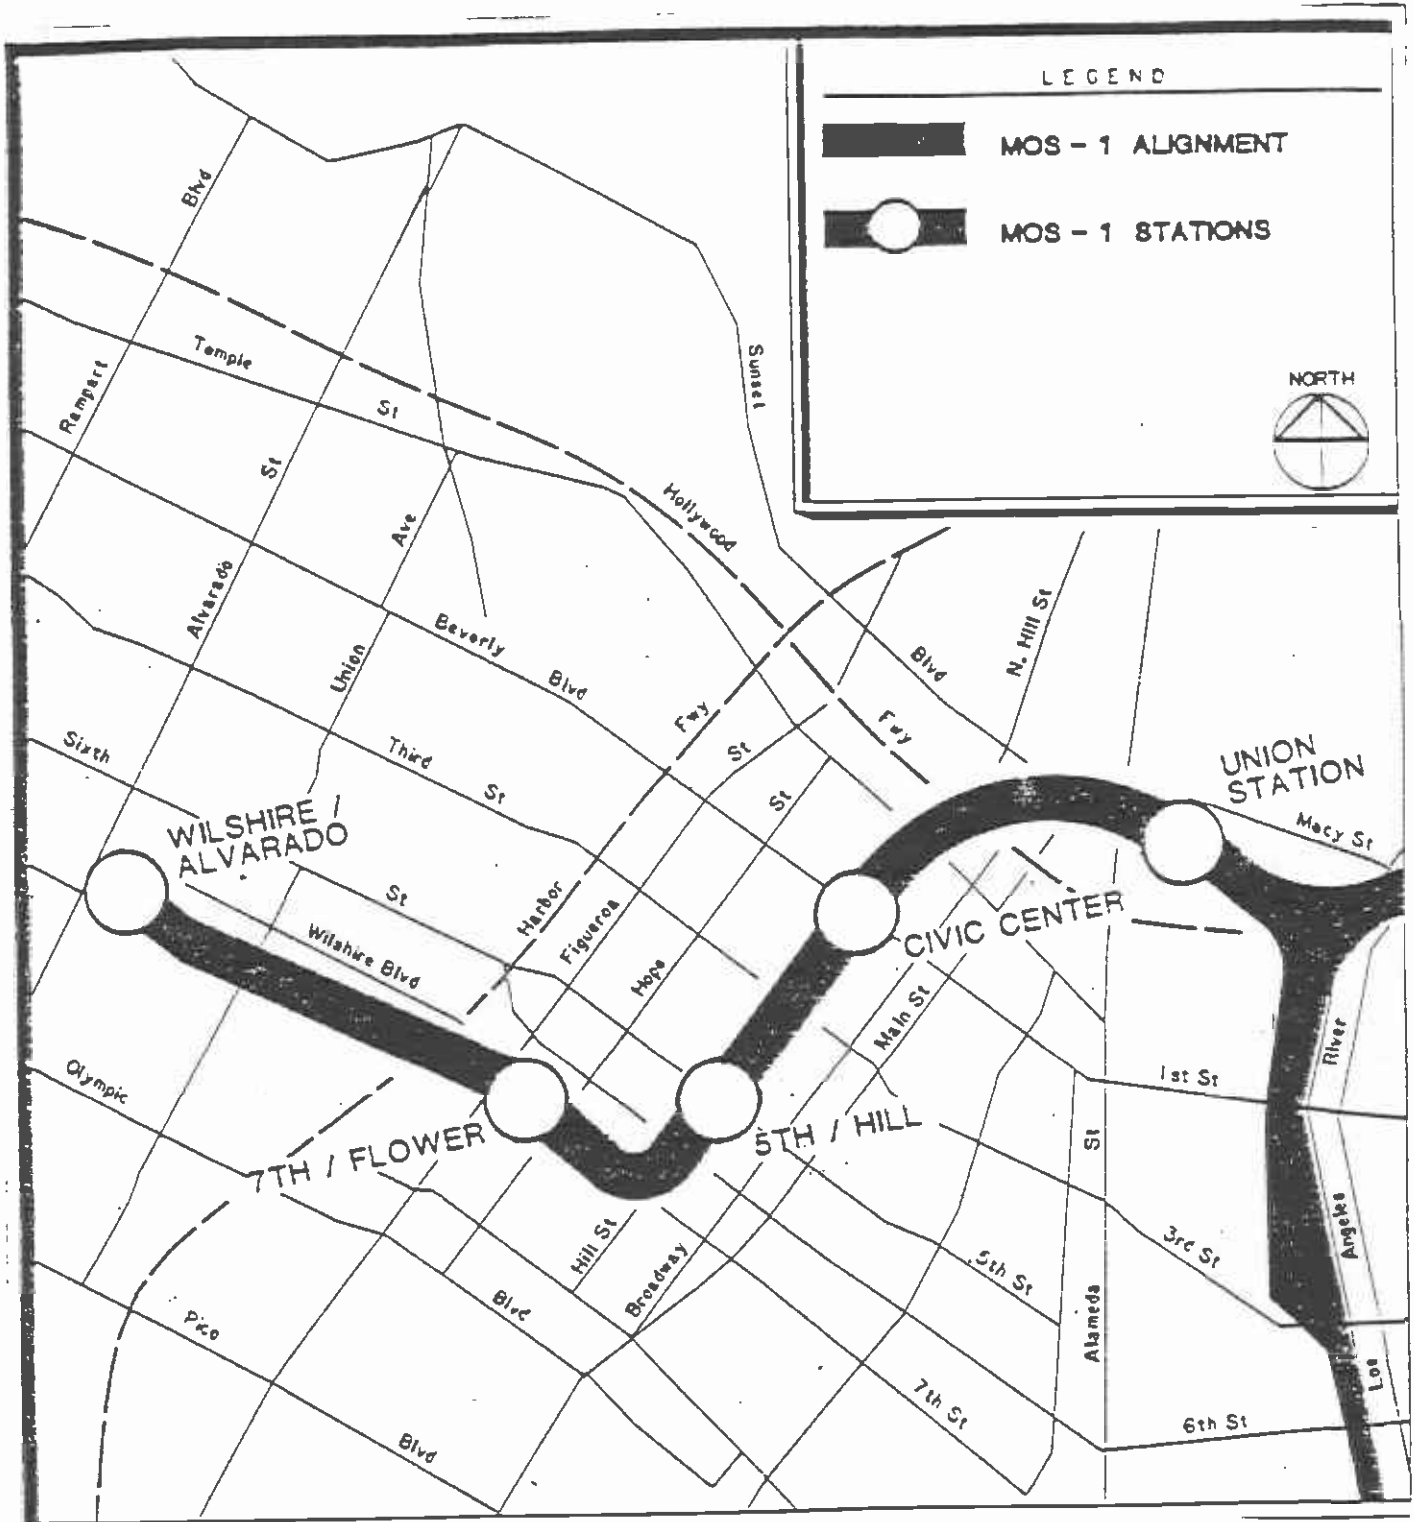 LEGEND
MOS - 1 ALIGNMENT
MOS - 1 STATIONS
NORTH
Blvd
Rampart
Temple
St
Sunset
Hollywood
St
Ave
Alvarado
Union
Beverly
Blvd
Fwy
Fwy
Blvd
N. Hill St
Sixth
Third
St
St
St
UNION
STATION
Macy St
WILSHIRE /
ALVARADO
St
Wilshire Blvd
Harbor
Figueroa
Hope
CIVIC CENTER
Main St
River
1st St
Olympic
7TH / FLOWER
5TH / HILL
St
Angeles
Hill St
Broadway
3rd St
5th St
Blvd
Alameda
Pico
Los
7th St
6th St
Blvd